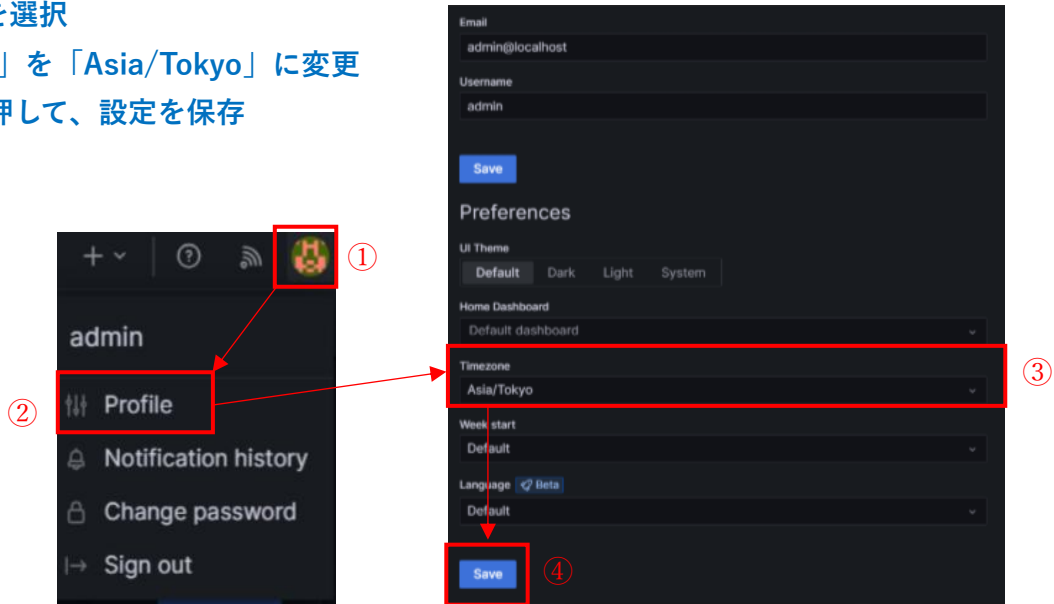 を選択
」を「Asia/Tokyo」に変更
押して、設定を保存
①
admin
②
Profile
Notification history
Change password
Sign out
Email
admin@localhost
Username
admin
Save
Preferences
UI Theme
Default Dark Light System
Home Dashboard
Default dashboard
Timezone
Asia/Tokyo
③
Week start
Default
Language Beta
Default
Save
④